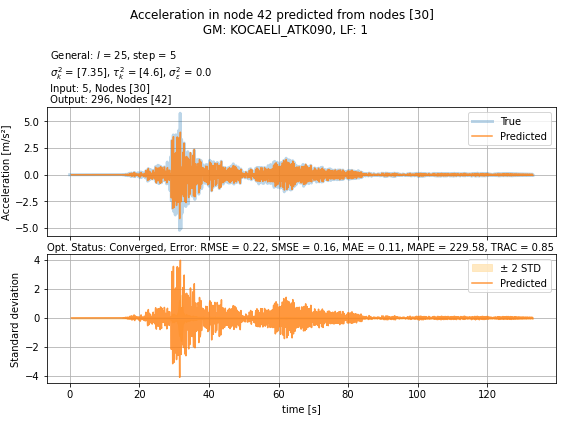 Acceleration in node 42 predicted from nodes [30]
GM: KOCAELI_ATK090, LF: 1
General: l = 25, step = 5
σ²ₖ = [7.35], τ²ₖ = [4.6], σ²ε = 0.0
Input: 5, Nodes [30]
Output: 296, Nodes [42]
Acceleration [m/s²]
5.0
2.5
0.0
−2.5
−5.0
True
Predicted
Opt. Status: Converged, Error: RMSE = 0.22, SMSE = 0.16, MAE = 0.11, MAPE = 229.58, TRAC = 0.85
Standard deviation
4
2
0
−2
−4
± 2 STD
Predicted
0 20 40 60 80 100 120
time [s]